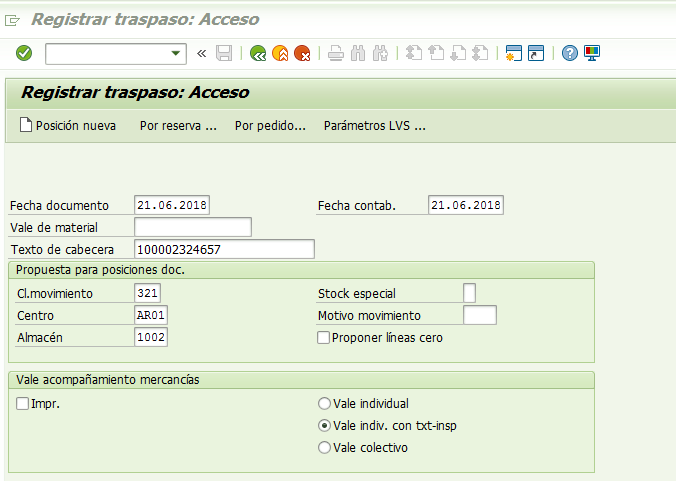 Registrar traspaso: Acceso
Registrar traspaso: Acceso
Posición nueva Por reserva ... Por pedido... Parámetros LVS ...
Fecha documento 21.06.2018 Fecha contab. 21.06.2018
Vale de material
Texto de cabecera 100002324657
Propuesta para posiciones doc.
Cl.movimiento 321 Stock especial
Centro AR01 Motivo movimiento
Almacén 1002 Proponer líneas cero
Vale acompañamiento mercancías
Impr. Vale individual
Vale indiv. con txt-insp
Vale colectivo